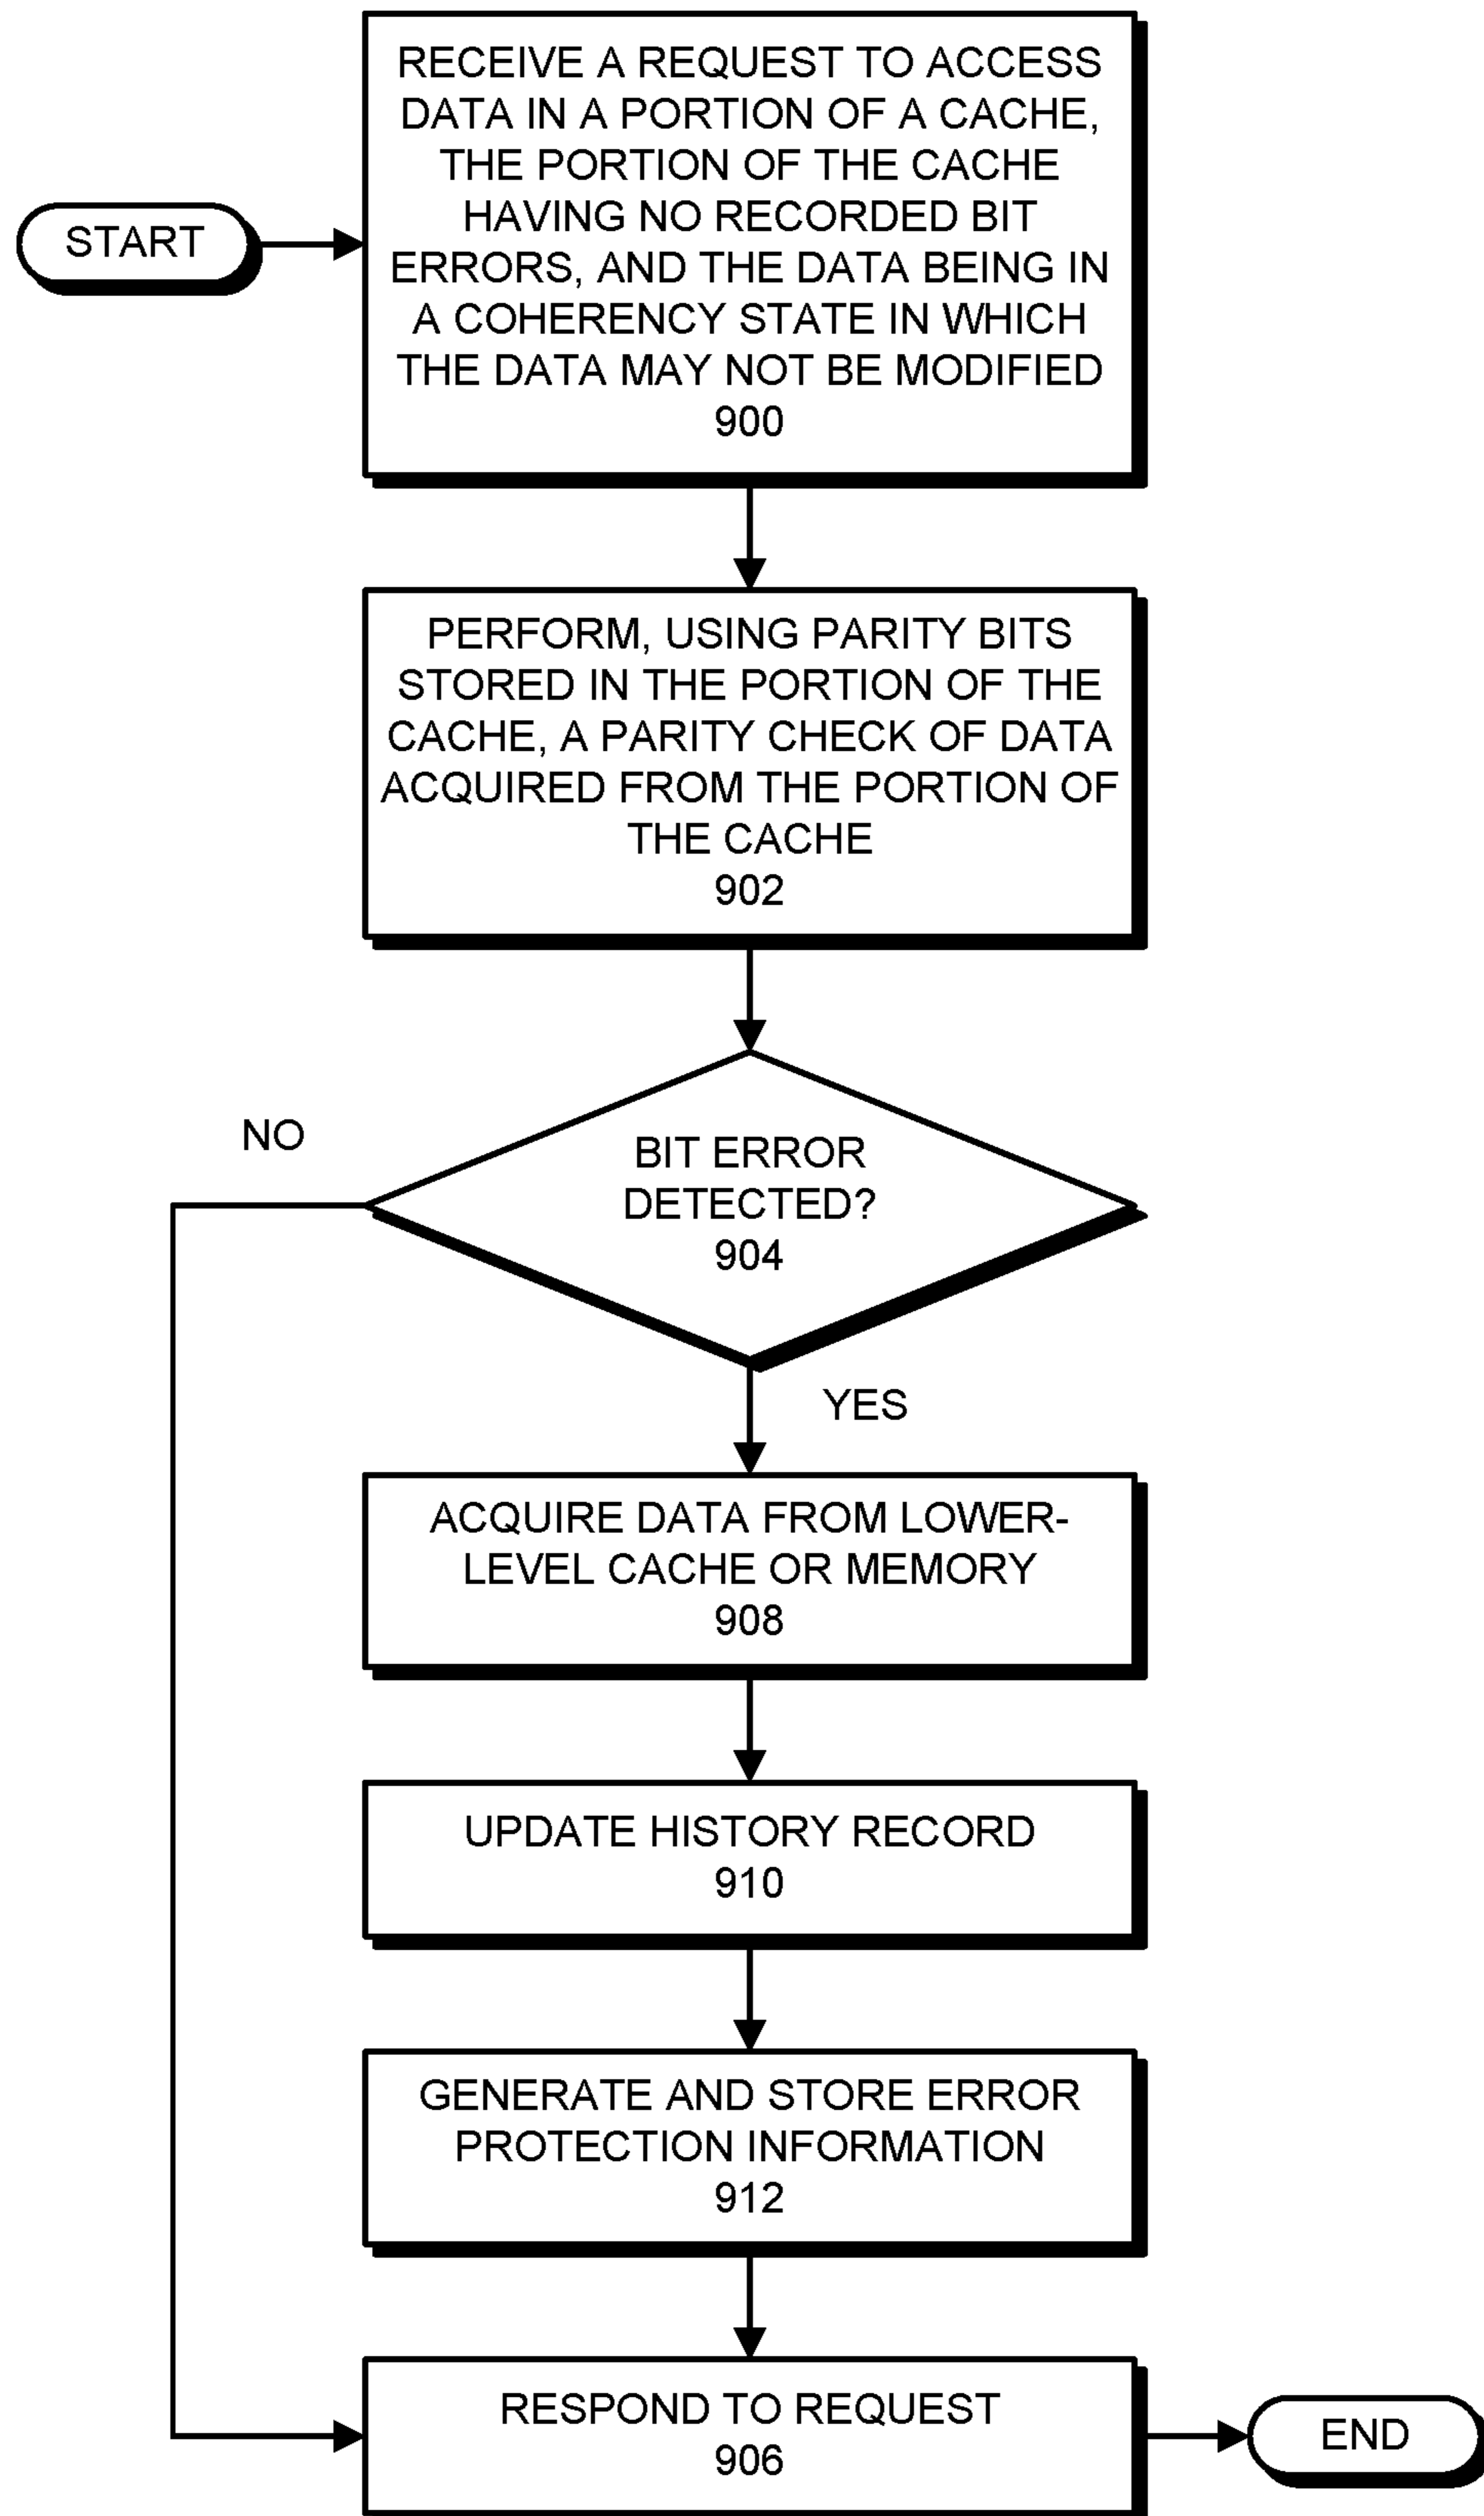 START
RECEIVE A REQUEST TO ACCESS
DATA IN A PORTION OF A CACHE,
THE PORTION OF THE CACHE
HAVING NO RECORDED BIT
ERRORS, AND THE DATA BEING IN
A COHERENCY STATE IN WHICH
THE DATA MAY NOT BE MODIFIED
900
PERFORM, USING PARITY BITS
STORED IN THE PORTION OF THE
CACHE, A PARITY CHECK OF DATA
ACQUIRED FROM THE PORTION OF
THE CACHE
902
NO
BIT ERROR
DETECTED?
904
YES
ACQUIRE DATA FROM LOWER-
LEVEL CACHE OR MEMORY
908
UPDATE HISTORY RECORD
910
GENERATE AND STORE ERROR
PROTECTION INFORMATION
912
RESPOND TO REQUEST
906
END